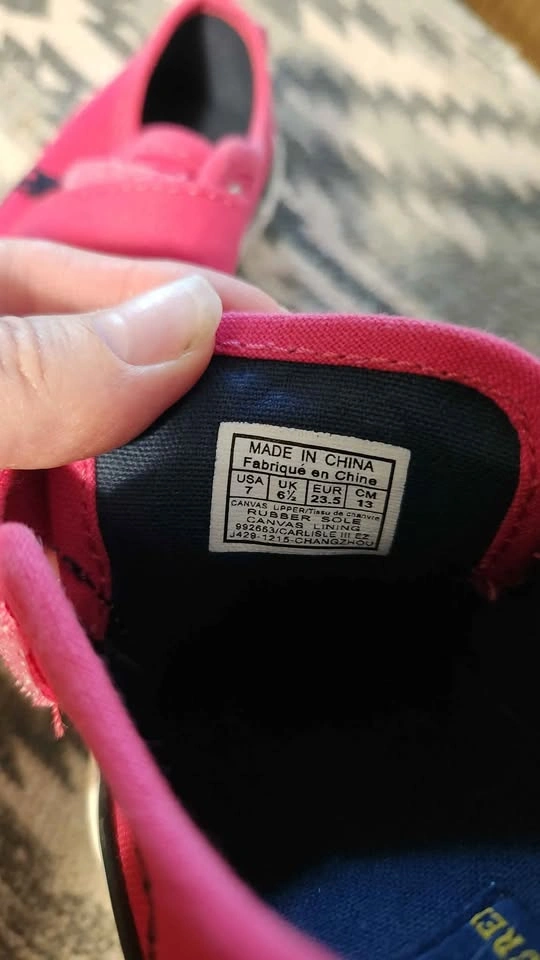 MADE IN CHINA
Fabriqué en Chine
USA UK EUR CM
7 6½ 23.5 13
CANVAS UPPER/Tissu de chanvre
RUBBER SOLE
CANVAS LINING
992663/CARLISLE III EZ
J429-1215-CHANGZHOU